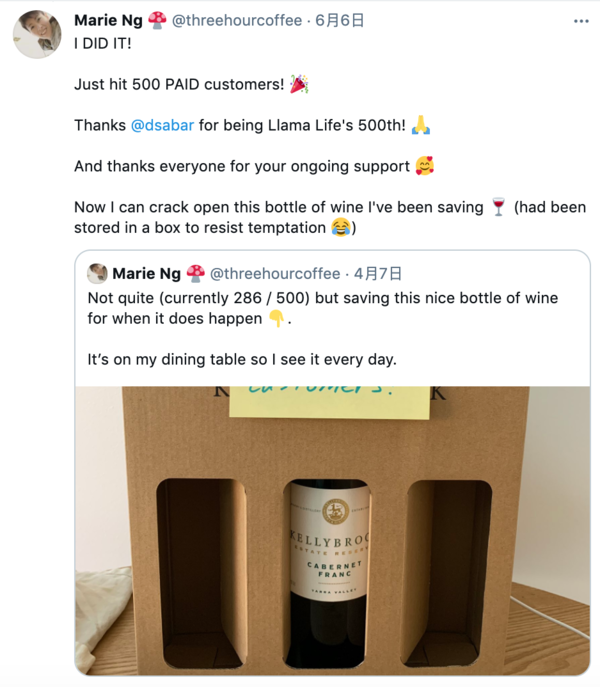 Marie Ng 🍄 @threehourcoffee · 6月6日
I DID IT!
Just hit 500 PAID customers! 🎉
Thanks @dsabar for being Llama Life's 500th! 🙏
And thanks everyone for your ongoing support 🥰
Now I can crack open this bottle of wine I've been saving 🍷 (had been
stored in a box to resist temptation 😂)
Marie Ng 🍄 @threehourcoffee · 4月7日
Not quite (currently 286 / 500) but saving this nice bottle of wine
for when it does happen 👇.
It’s on my dining table so I see it every day.
customers.
K K
KELLYBROO
ESTATE RESERV
CABERNET
FRANC
YARRA VALLEY